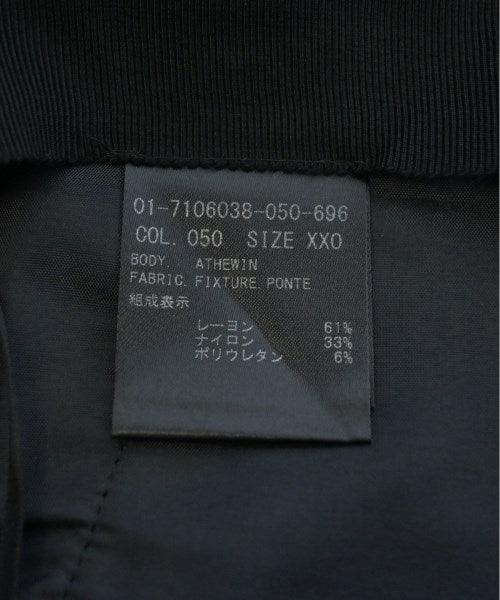 01-7106038-050-696
COL. 050 SIZE XXO
BODY. ATHEWIN
FABRIC. FIXTURE PONTE
組成表示
レーヨン 61%
ナイロン 33%
ポリウレタン 6%